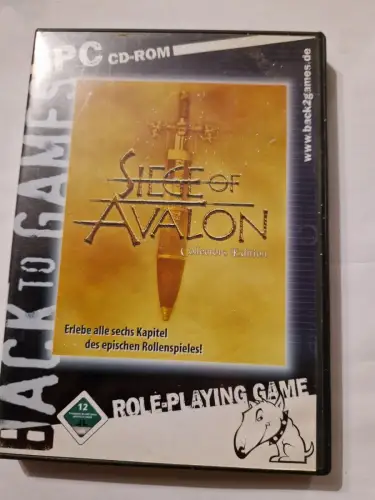 PC CD-ROM
www.back2games.de
BACK TO GAMES
SIEGE OF
AVALON
Collectors Edition
Erlebe alle sechs Kapitel
des epischen Rollenspieles!
12
ROLE-PLAYING GAME